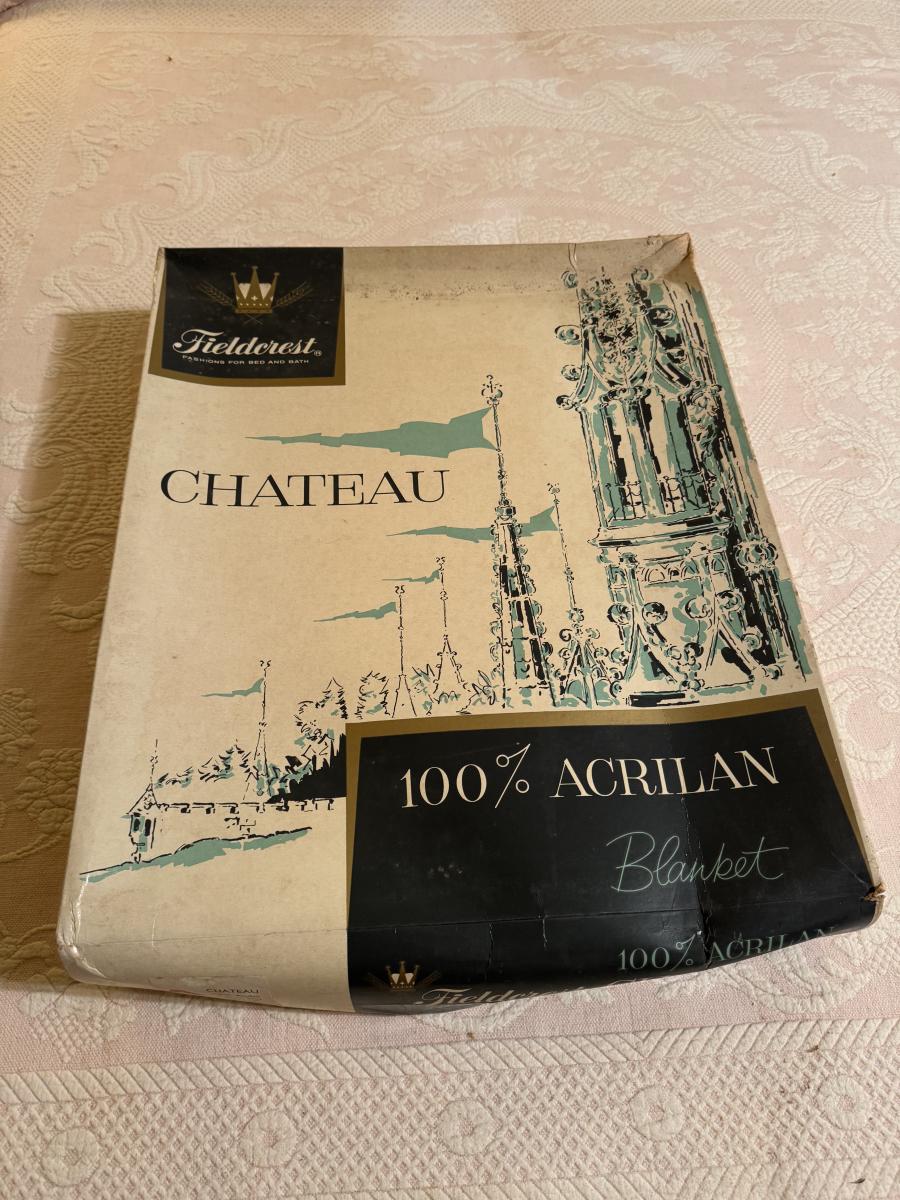 Fieldcrest®
FASHIONS FOR BED AND BATH
CHATEAU
100% ACRILAN
Blanket
100% ACRILAN
Fieldcrest
CHATEAU